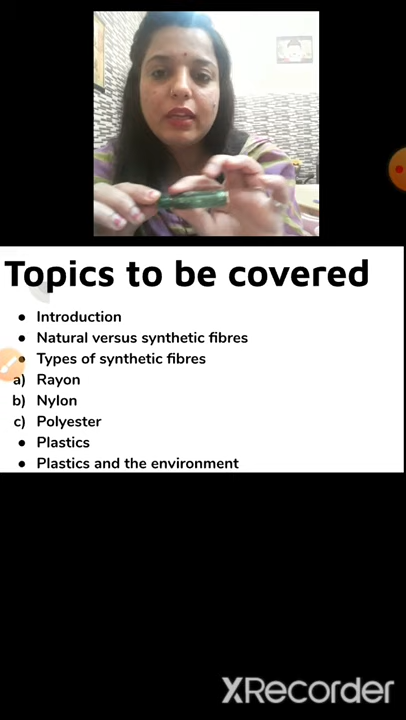 Topics to be covered
• Introduction
• Natural versus synthetic fibres
• Types of synthetic fibres
a) Rayon
b) Nylon
c) Polyester
• Plastics
• Plastics and the environment
XRecorder